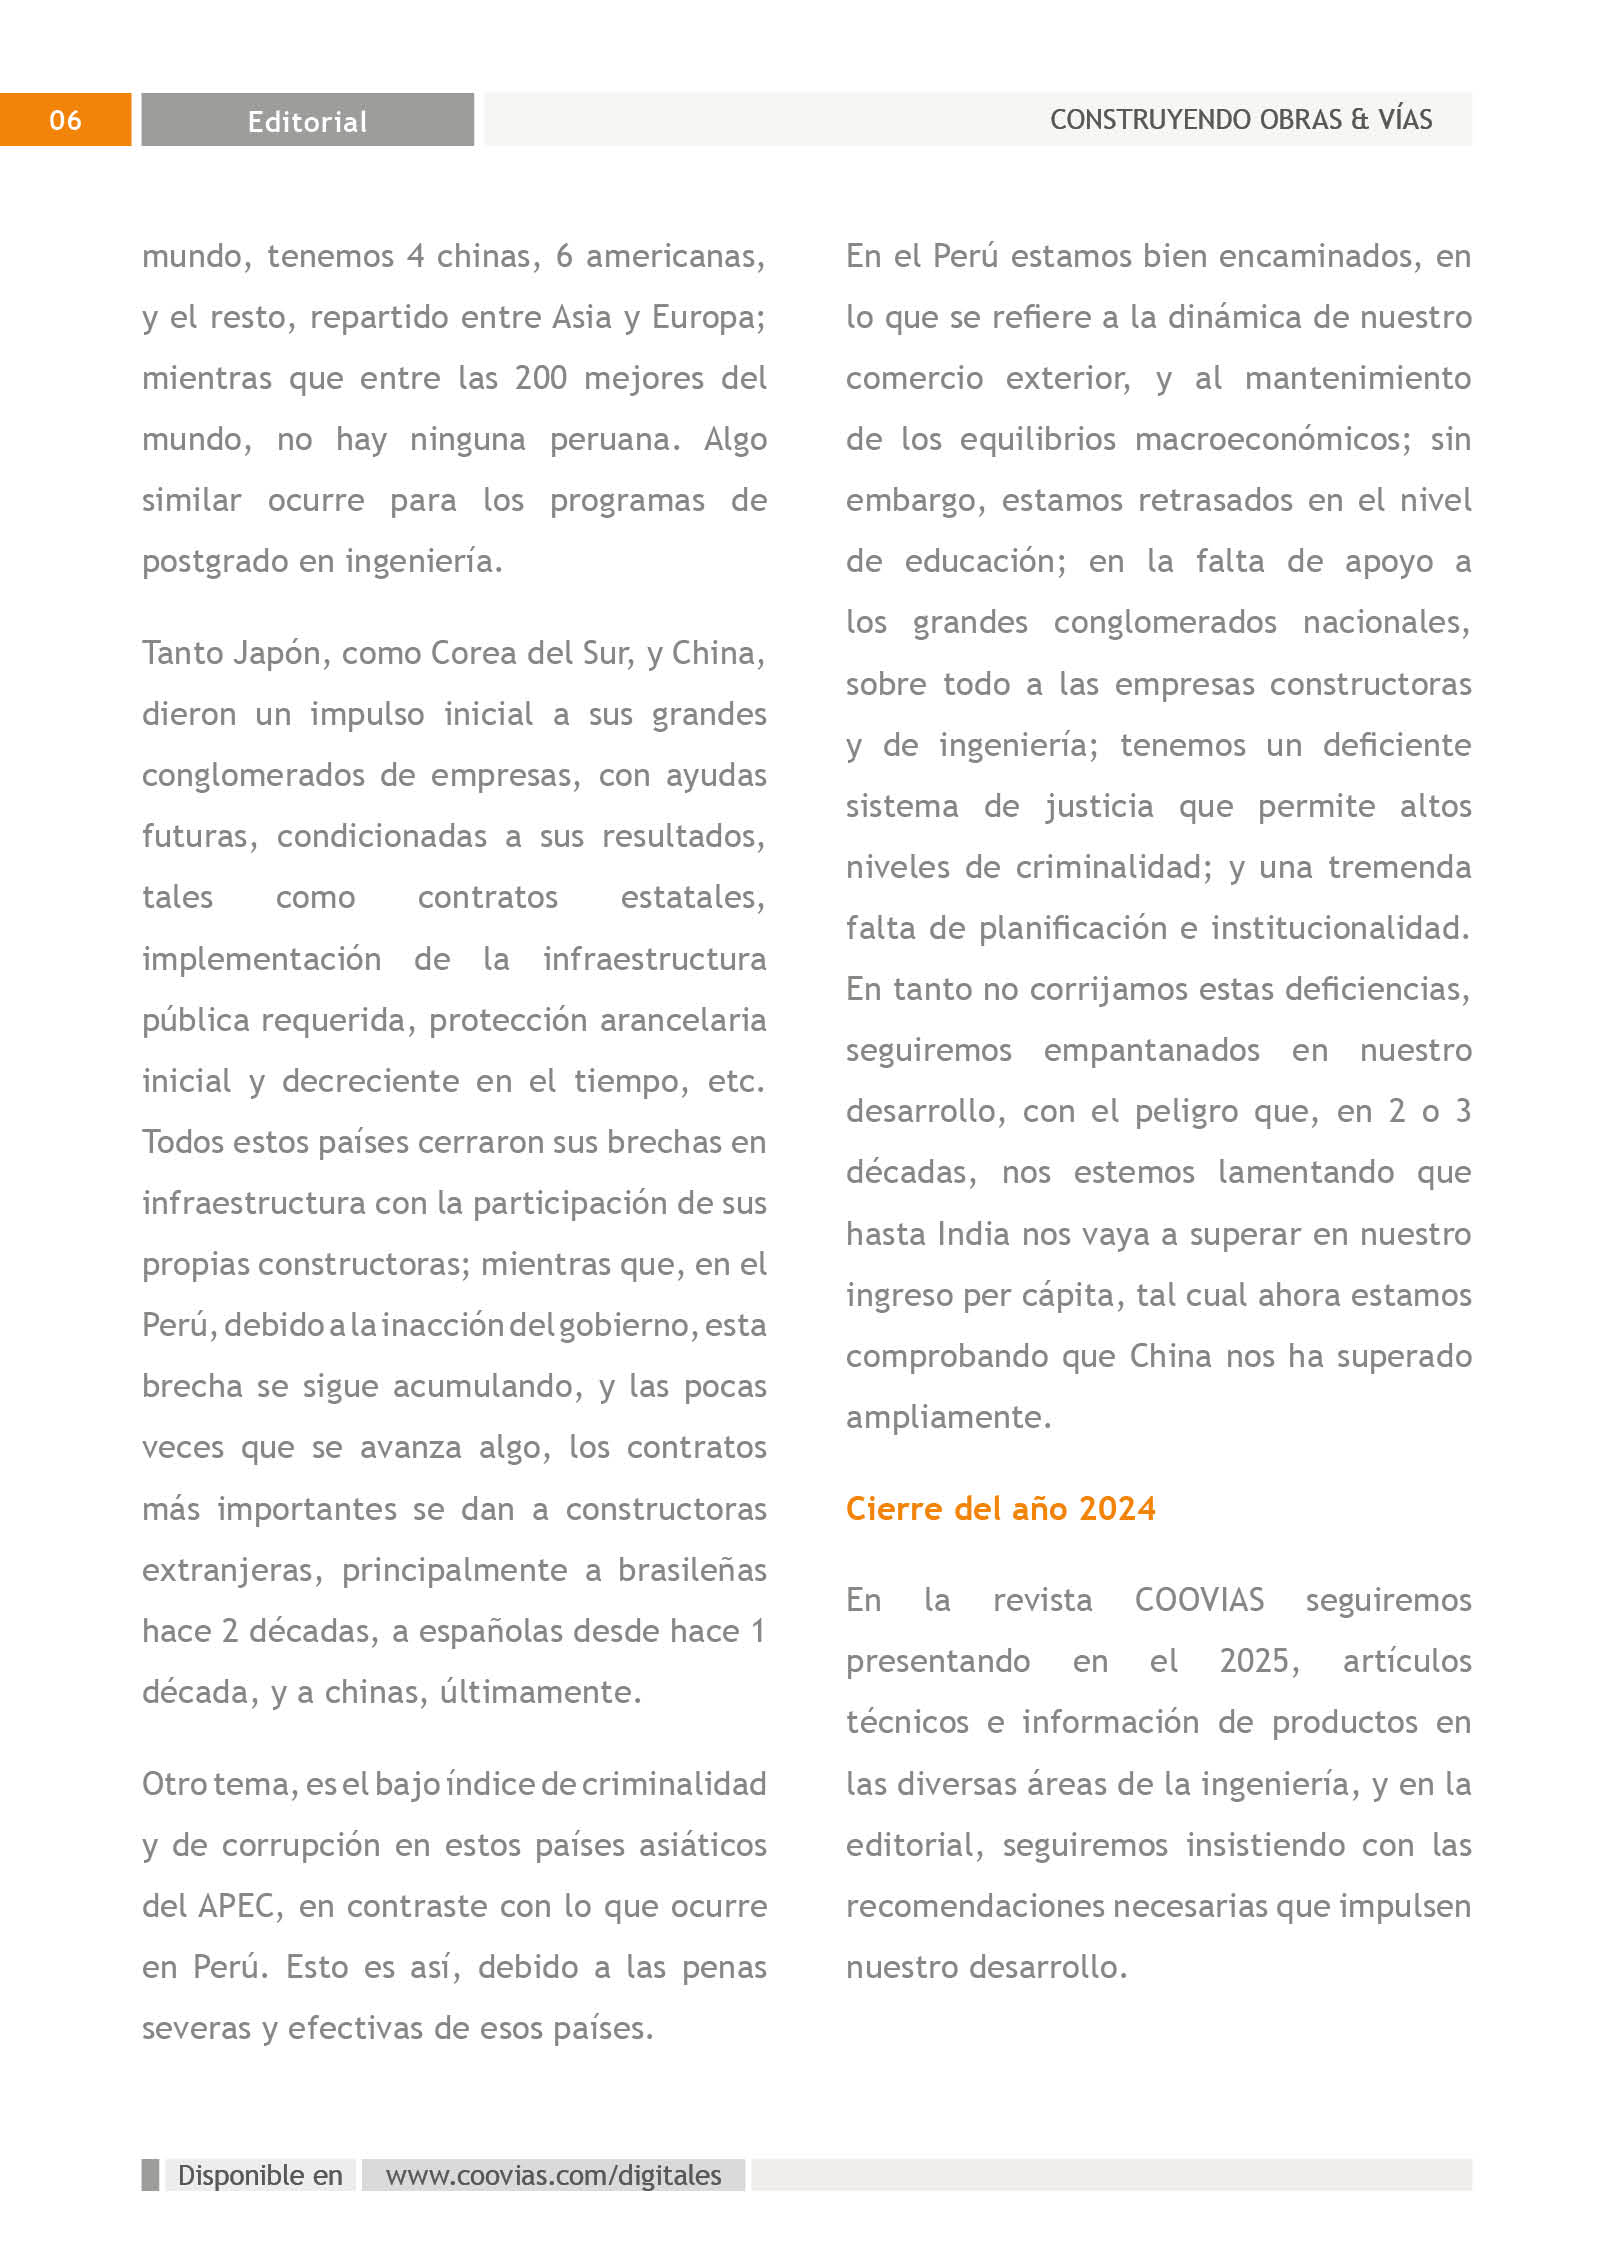 06
Editorial
CONSTRUYENDO OBRAS & VÍAS
mundo, tenemos 4 chinas, 6 americanas,
y el resto, repartido entre Asia y Europa;
mientras que entre las 200 mejores del
mundo, no hay ninguna peruana. Algo
similar ocurre para los programas de
postgrado en ingeniería.
Tanto Japón, como Corea del Sur, y China,
dieron un impulso inicial a sus grandes
conglomerados de empresas, con ayudas
futuras, condicionadas a sus resultados,
tales como contratos estatales,
implementación de la infraestructura
pública requerida, protección arancelaria
inicial y decreciente en el tiempo, etc.
Todos estos países cerraron sus brechas en
infraestructura con la participación de sus
propias constructoras; mientras que, en el
Perú, debido a la inacción del gobierno, esta
brecha se sigue acumulando, y las pocas
veces que se avanza algo, los contratos
más importantes se dan a constructoras
extranjeras, principalmente a brasileñas
hace 2 décadas, a españolas desde hace 1
década, y a chinas, últimamente.
Otro tema, es el bajo índice de criminalidad
y de corrupción en estos países asiáticos
del APEC, en contraste con lo que ocurre
en Perú. Esto es así, debido a las penas
severas y efectivas de esos países.
En el Perú estamos bien encaminados, en
lo que se refiere a la dinámica de nuestro
comercio exterior, y al mantenimiento
de los equilibrios macroeconómicos; sin
embargo, estamos retrasados en el nivel
de educación; en la falta de apoyo a
los grandes conglomerados nacionales,
sobre todo a las empresas constructoras
y de ingeniería; tenemos un deficiente
sistema de justicia que permite altos
niveles de criminalidad; y una tremenda
falta de planificación e institucionalidad.
En tanto no corrijamos estas deficiencias,
seguiremos empantanados en nuestro
desarrollo, con el peligro que, en 2 o 3
décadas, nos estemos lamentando que
hasta India nos vaya a superar en nuestro
ingreso per cápita, tal cual ahora estamos
comprobando que China nos ha superado
ampliamente.
Cierre del año 2024
En la revista COOVIAS seguiremos
presentando en el 2025, artículos
técnicos e información de productos en
las diversas áreas de la ingeniería, y en la
editorial, seguiremos insistiendo con las
recomendaciones necesarias que impulsen
nuestro desarrollo.
Disponible en
www.coovias.com/digitales